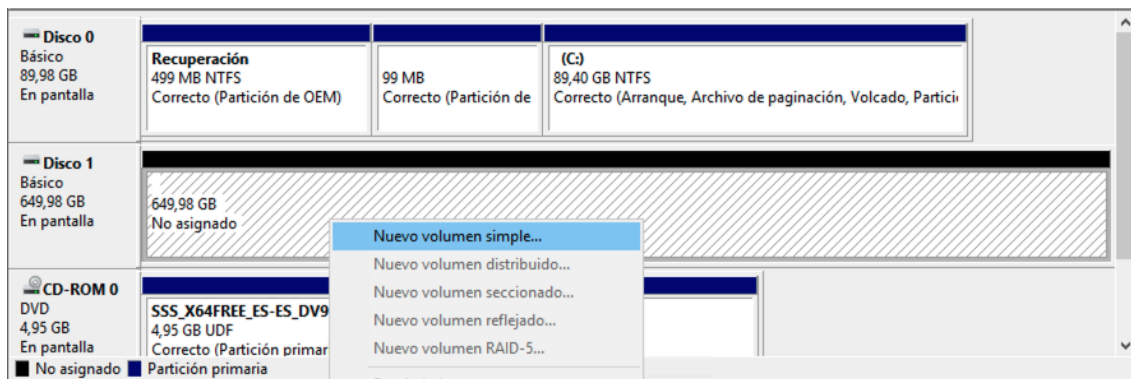 Disco 0
Básico
89,98 GB
En pantalla
Recuperación
499 MB NTFS
Correcto (Partición de OEM)
99 MB
Correcto (Partición de
(C:)
89,40 GB NTFS
Correcto (Arranque, Archivo de paginación, Volcado, Partici
Disco 1
Básico
649,98 GB
En pantalla
649,98 GB
No asignado
Nuevo volumen simple...
Nuevo volumen distribuido...
Nuevo volumen seccionado...
Nuevo volumen reflejado...
Nuevo volumen RAID-5...
CD-ROM 0
DVD
4,95 GB
En pantalla
SSS_X64FREE_ES-ES_DV9
4,95 GB UDF
Correcto (Partición primar
No asignado
Partición primaria